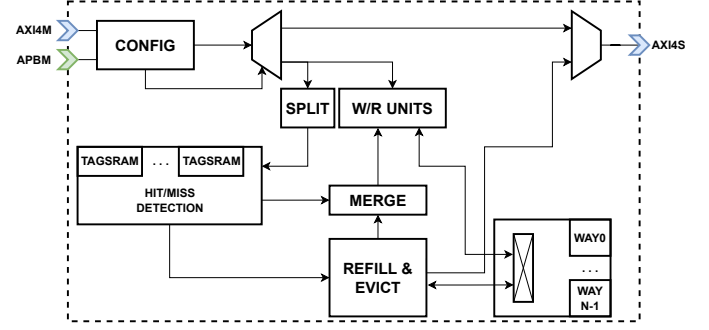 AXI4M
APBM
CONFIG
AXI4S
SPLIT
W/R UNITS
TAGSRAM
. . .
TAGSRAM
HIT/MISS
DETECTION
MERGE
REFILL &
EVICT
WAY0
. . .
WAY
N-1